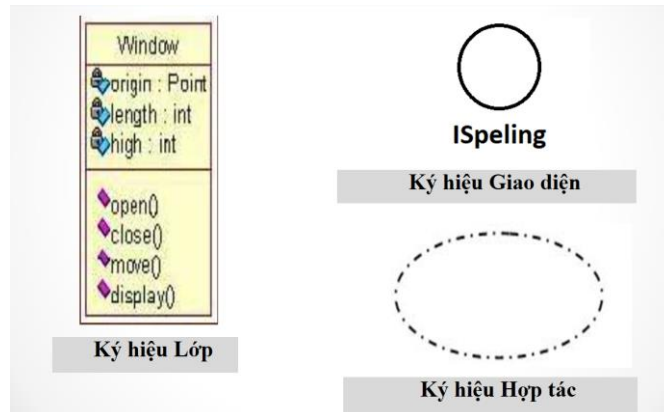 Window
origin : Point
length : int
high : int
open()
close()
move()
display()
Ký hiệu Lớp
ISpeling
Ký hiệu Giao diện
Ký hiệu Hợp tác